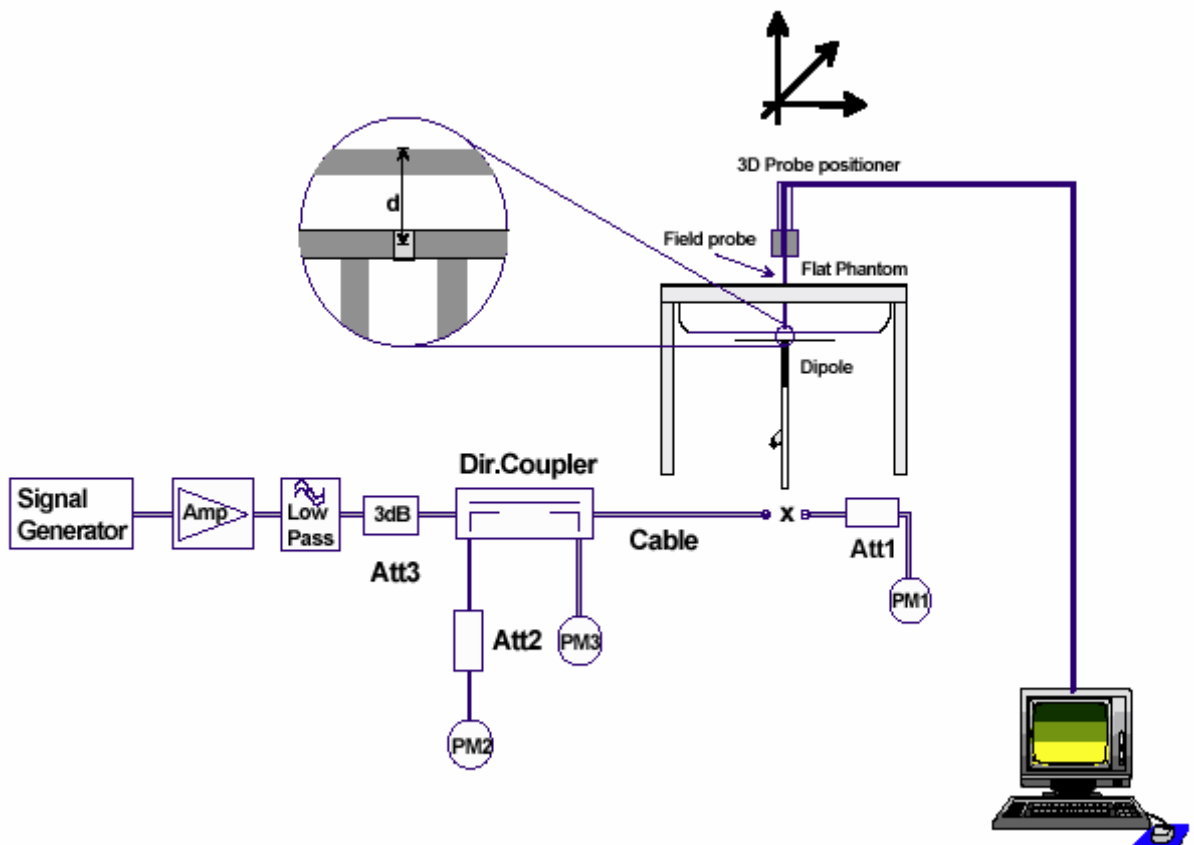 3D Probe positioner
d
Field probe
Flat Phantom
Dipole
Dir.Coupler
Signal
Generator
Amp
Low
Pass
3dB
Att3
Cable
x
Att1
PM1
Att2
PM3
PM2